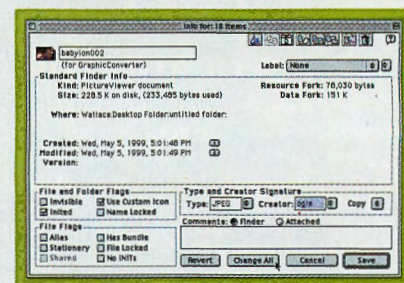 Info for: 18 Items
babylon002
(for GraphicConverter)
Label: None
Standard Finder Info
Kind: PictureViewer document
Size: 228.5 K on disk, (233,485 bytes used)
Resource Fork: 78,030 bytes
Data Fork: 151 K
Where: Wallace:Desktop Folder:untitled folder:
Created: Wed, May 5, 1999, 5:01:48 PM
Modified: Wed, May 5, 1999, 5:01:49 PM
Version:
File and Folder Flags
Invisible
Use Custom Icon
Inited
Name Locked
Type and Creator Signature
Type: JPEG
Creator: ogle
Copy
File Flags
Alias
Has Bundle
Stationery
File Locked
Shared
No INITs
Comments: Finder
Attached
Revert
Change All
Cancel
Save